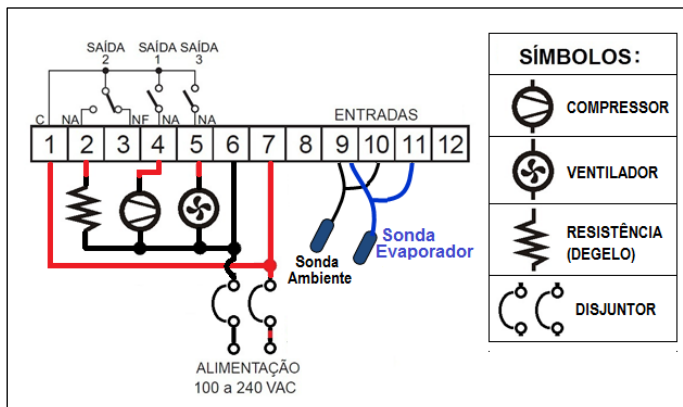 SAÍDA 2 SAÍDA 1 SAÍDA 3
C NA NF NA NA
ENTRADAS
1 2 3 4 5 6 7 8 9 10 11 12
Sonda Ambiente
Sonda Evaporador
ALIMENTAÇÃO
100 a 240 VAC
SÍMBOLOS:
COMPRESSOR
VENTILADOR
RESISTÊNCIA
(DEGELO)
DISJUNTOR